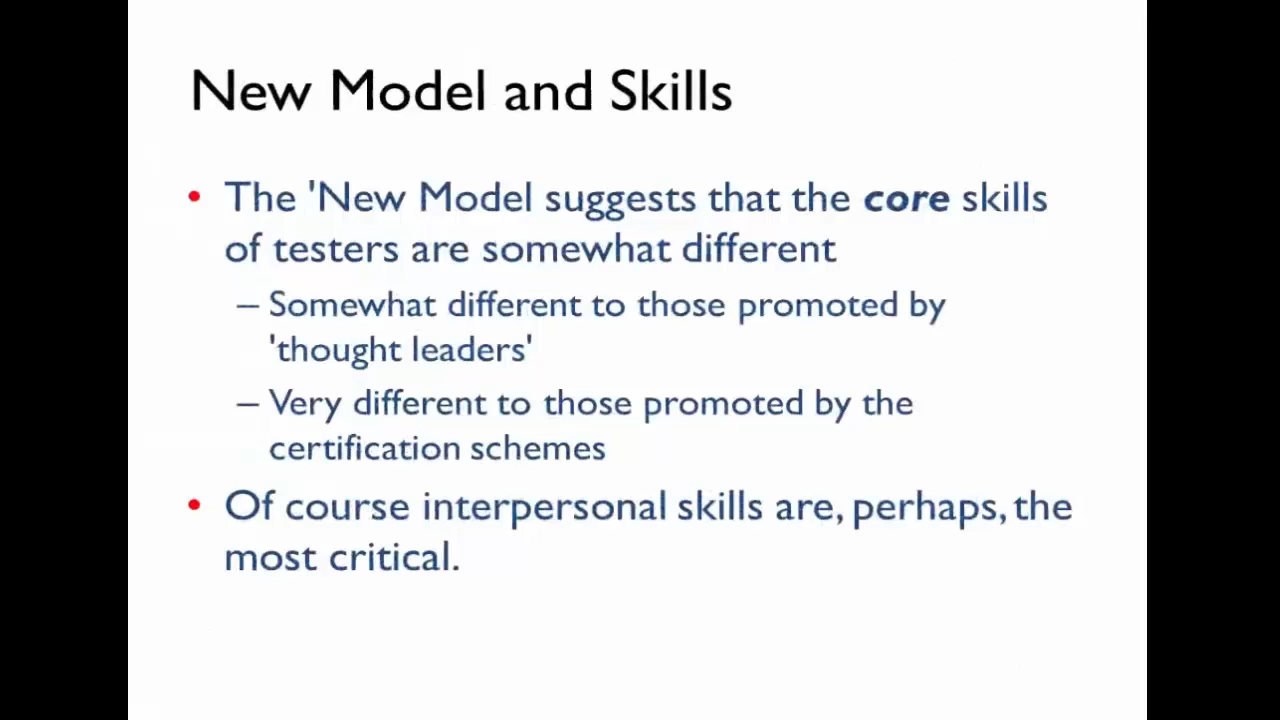 New Model and Skills
• The 'New Model suggests that the core skills
of testers are somewhat different
– Somewhat different to those promoted by
'thought leaders'
– Very different to those promoted by the
certification schemes
• Of course interpersonal skills are, perhaps, the
most critical.